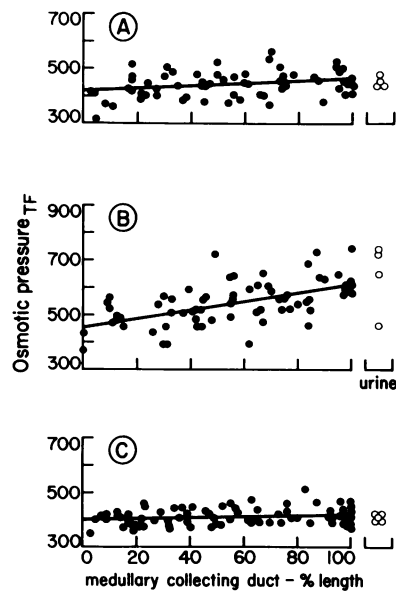 700
A
500
300
900
B
700
500
300
Osmotic pressure TF
urine
700
C
500
300
0 20 40 60 80 100
medullary collecting duct – % length